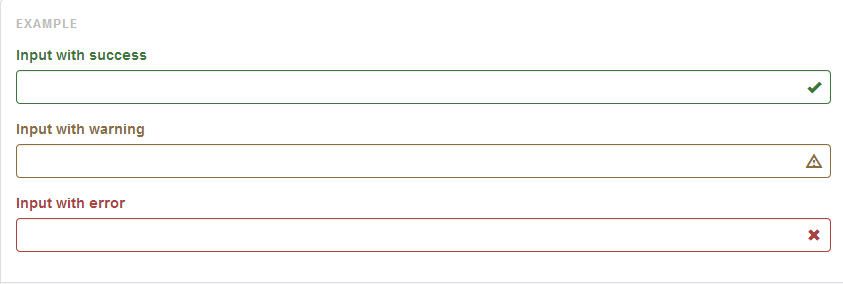 EXAMPLE
Input with success
Input with warning
Input with error